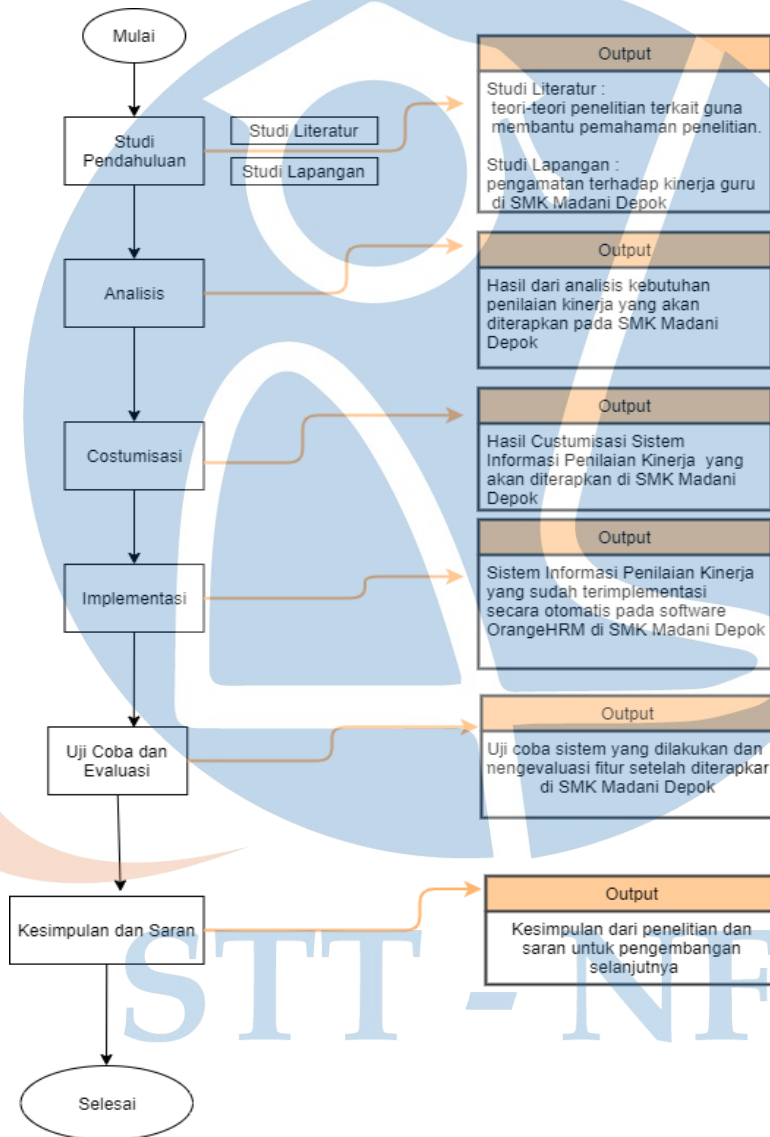 Mulai
Studi
Pendahuluan
Studi Literatur
Studi Lapangan
Output
Studi Literatur :
teori-teori penelitian terkait guna
membantu pemahaman penelitian.
Studi Lapangan :
pengamatan terhadap kinerja guru
di SMK Madani Depok
Analisis
Output
Hasil dari analisis kebutuhan
penilaian kinerja yang akan
diterapkan pada SMK Madani
Depok
Costumisasi
Output
Hasil Custumisasi Sistem
Informasi Penilaian Kinerja yang
akan diterapkan di SMK Madani
Depok
Implementasi
Output
Sistem Informasi Penilaian Kinerja
yang sudah terimplementasi
secara otomatis pada software
OrangeHRM di SMK Madani Depok
Uji Coba dan
Evaluasi
Output
Uji coba sistem yang dilakukan dan
nengevaluasi fitur setelah diterapkar
di SMK Madani Depok
Kesimpulan dan Saran
Output
Kesimpulan dari penelitian dan
saran untuk pengembangan
selanjutnya
STT - NF
Selesai